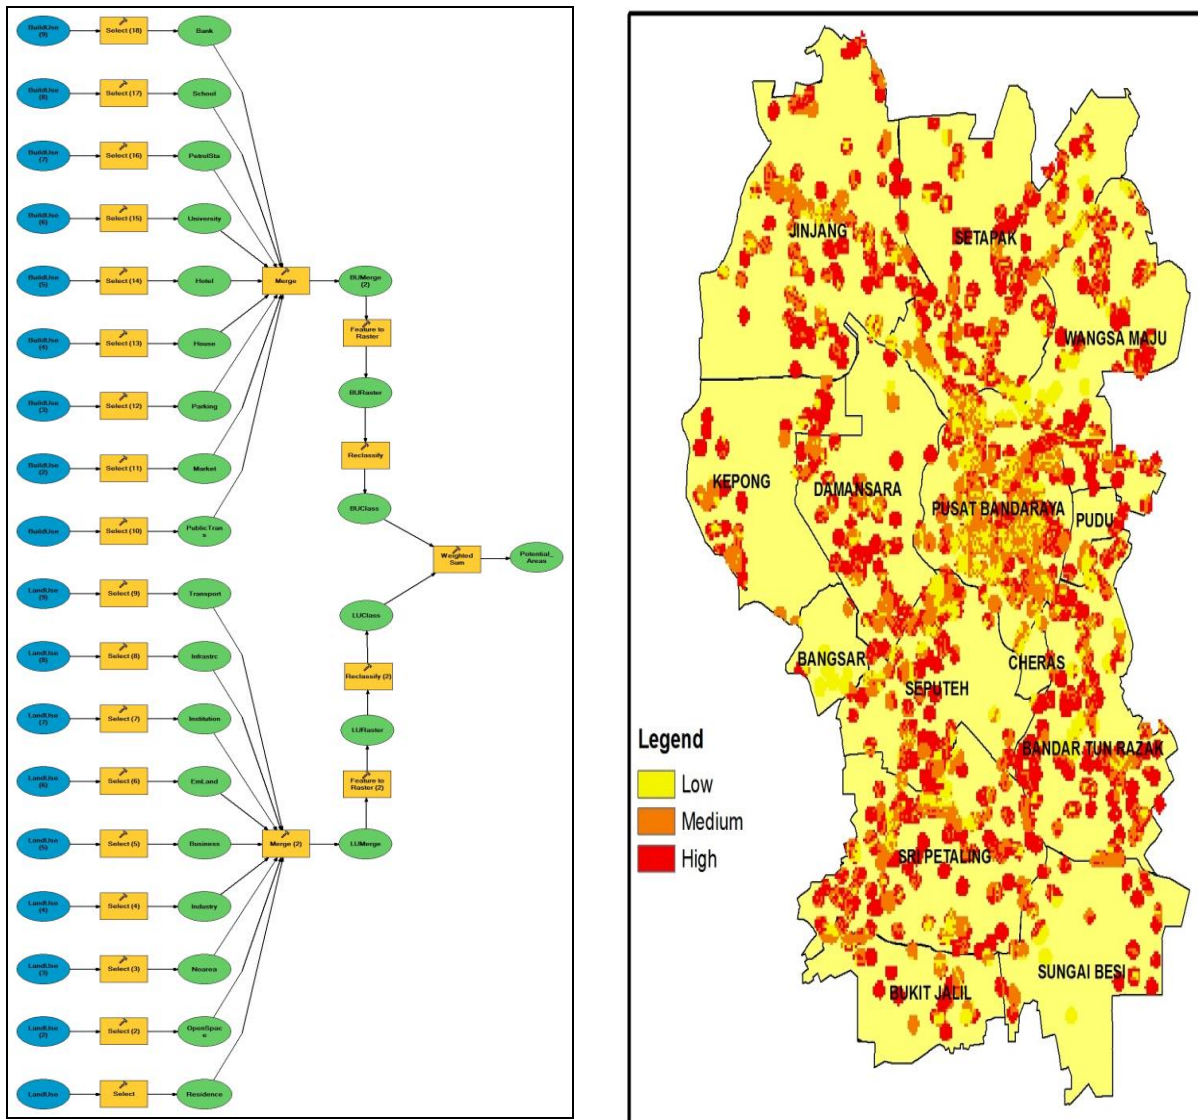 BuildUse
(9)
Select (18)
Bank
BuildUse
(8)
Select (17)
School
BuildUse
(7)
Select (16)
PetrolSta
BuildUse
(6)
Select (15)
University
BuildUse
(5)
Select (14)
Hotel
Merge
BUMerge
(2)
BuildUse
(4)
Select (13)
House
Feature to
Raster
BuildUse
(3)
Select (12)
Parking
BURaster
BuildUse
(2)
Select (11)
Market
Reclassify
BuildUse
Select (10)
PublicTran
s
BUClass
Weighted
Sum
Potential_
Areas
LandUse
(9)
Select (9)
Transport
LUClass
LandUse
(8)
Select (8)
Infrastrc
Reclassify (2)
LandUse
(7)
Select (7)
Institution
LURaster
LandUse
(6)
Select (6)
EmLand
Feature to
Raster (2)
LandUse
(5)
Select (5)
Business
Merge (2)
LUMerge
LandUse
(4)
Select (4)
Industry
LandUse
(3)
Select (3)
Noarea
LandUse
(2)
Select (2)
OpenSpac
e
LandUse
Select
Residence
JINJANG
SETAPAK
WANGSA MAJU
KEPONG
DAMANSARA
PUSAT BANDARAYA
PUDU
BANGSAR
CHERAS
SEPUTEH
BANDAR TUN RAZAK
SRI PETALING
SUNGAI BESI
BUKIT JALIL
Legend
Low
Medium
High